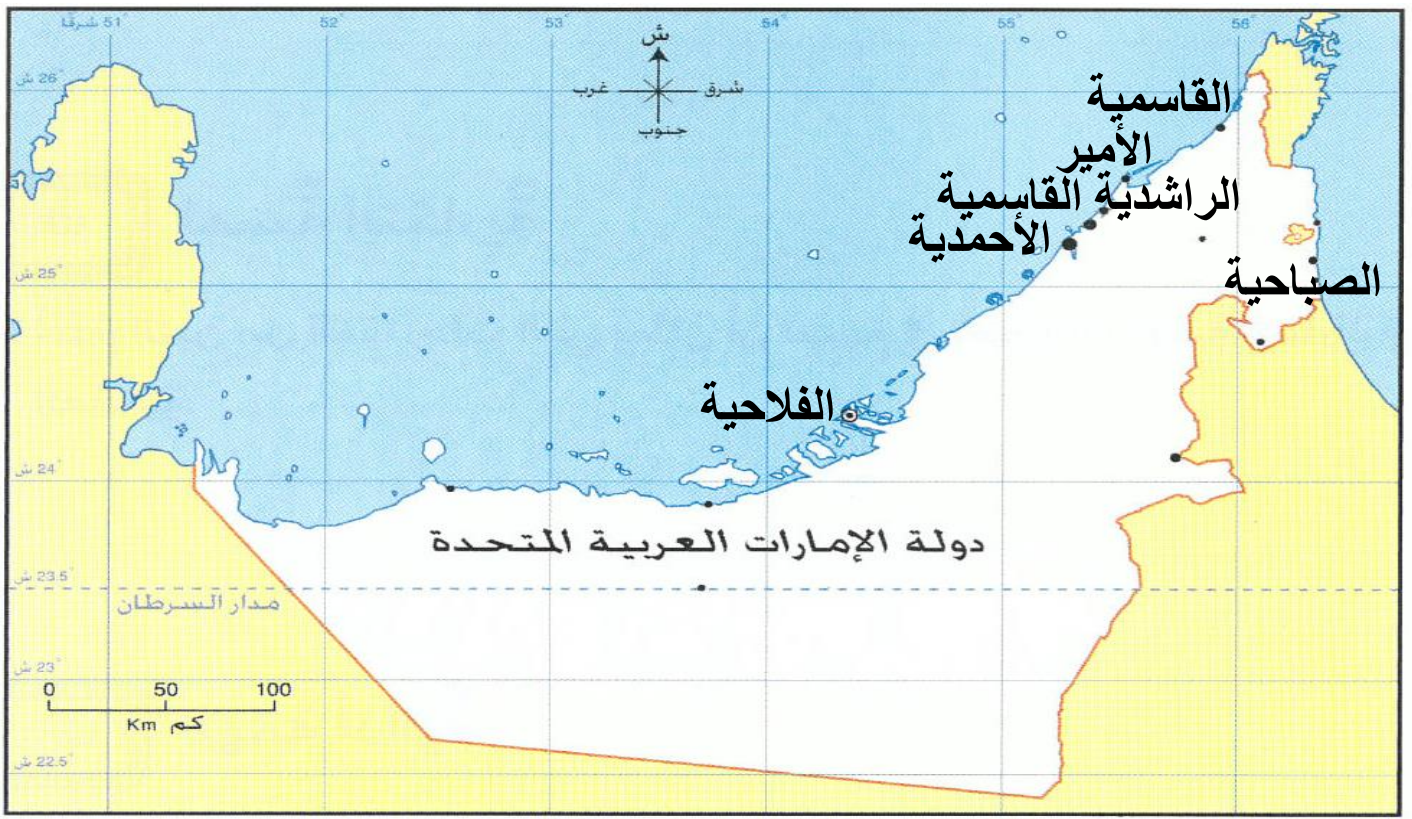 51° شرقًا
52°
53°
54°
55°
56°
ش
26° ش
غرب
شرق
جنوب
القاسمية
الأمير
الراشدية القاسمية
الأحمدية
25° ش
الصباحية
الفلاحية
24° ش
دولة الإمارات العربية المتحدة
23.5° ش
مدار السرطان
23° ش
0 50 100
Km كم
22.5° ش